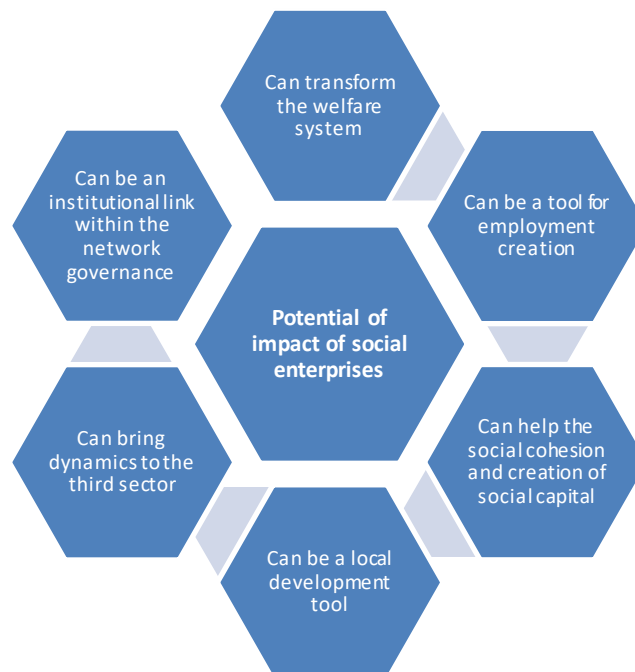 Can transform
the welfare
system
Can be an
institutional link
within the
network
governance
Can be a tool for
employment
creation
Potential of
impact of social
enterprises
Can bring
dynamics to the
third sector
Can help the
social cohesion
and creation of
social capital
Can be a local
development
tool